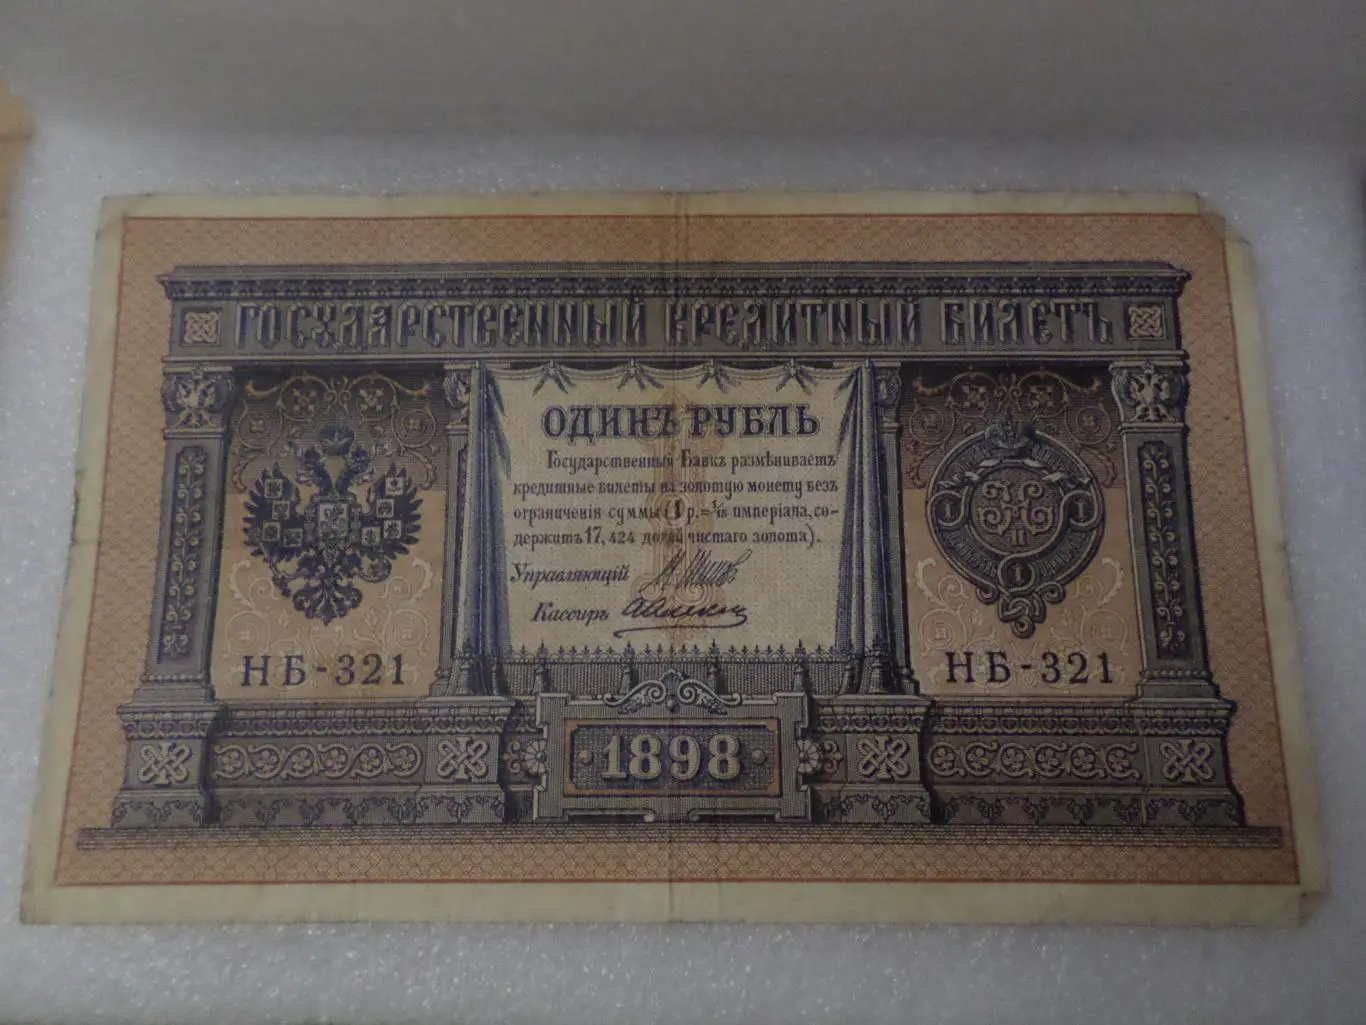 ГОСУДАРСТВЕННЫЙ КРЕДИТНЫЙ БИЛЕТЪ
ОДИНЪ РУБЛЬ
Государственный Банкъ размѣниваетъ
кредитные билеты на золотую монету безъ
ограниченія суммы (1 р.=1/15 имперіала, со-
держитъ 17,424 долей чистаго золота).
Управляющій
Кассиръ
НБ-321 НБ-321
1898